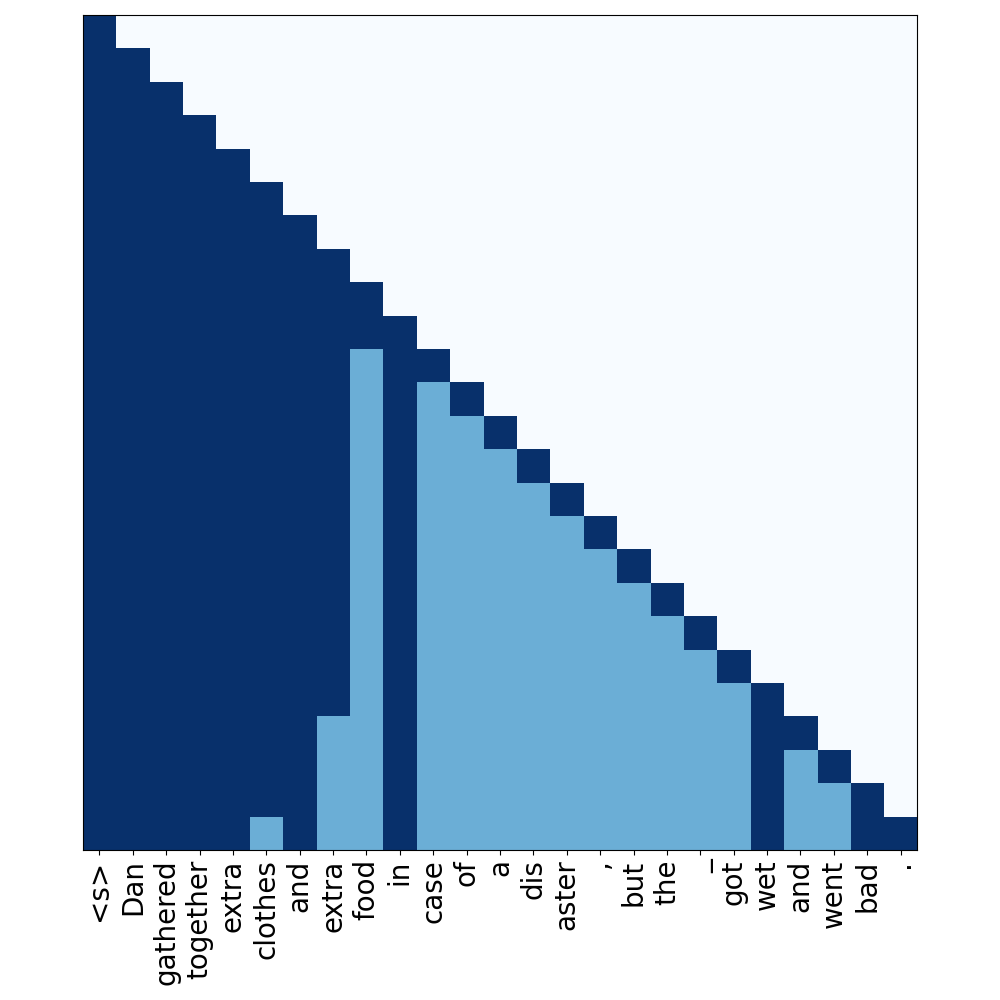 <s>
Dan
gathered
together
extra
clothes
and
extra
food
in
case
of
a
dis
aster
,
but
the
_
got
wet
and
went
bad
.